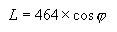 L = 464 × cos φ